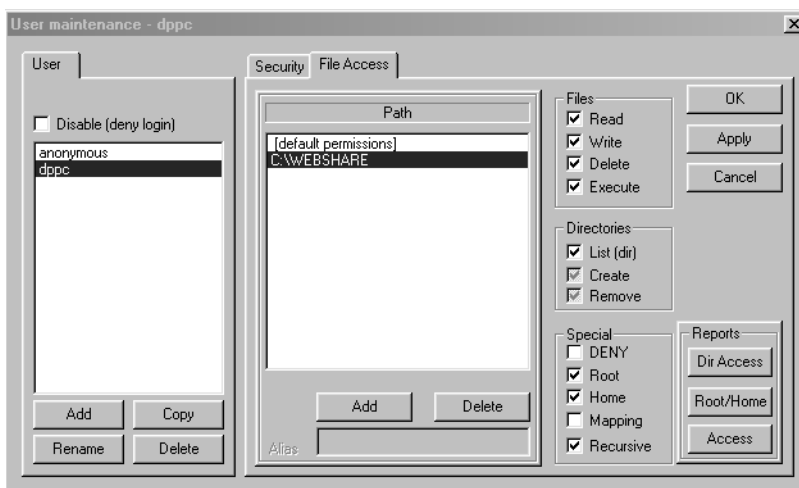 User maintenance - dppc
User
Disable (deny login)
anonymous
dppc
Add
Copy
Rename
Delete
Security
File Access
Path
[default permissions]
C:\WEBSHARE
Add
Delete
Alias
Files
Read
Write
Delete
Execute
Directories
List (dir)
Create
Remove
Special
DENY
Root
Home
Mapping
Recursive
OK
Apply
Cancel
Reports
Dir Access
Root/Home
Access